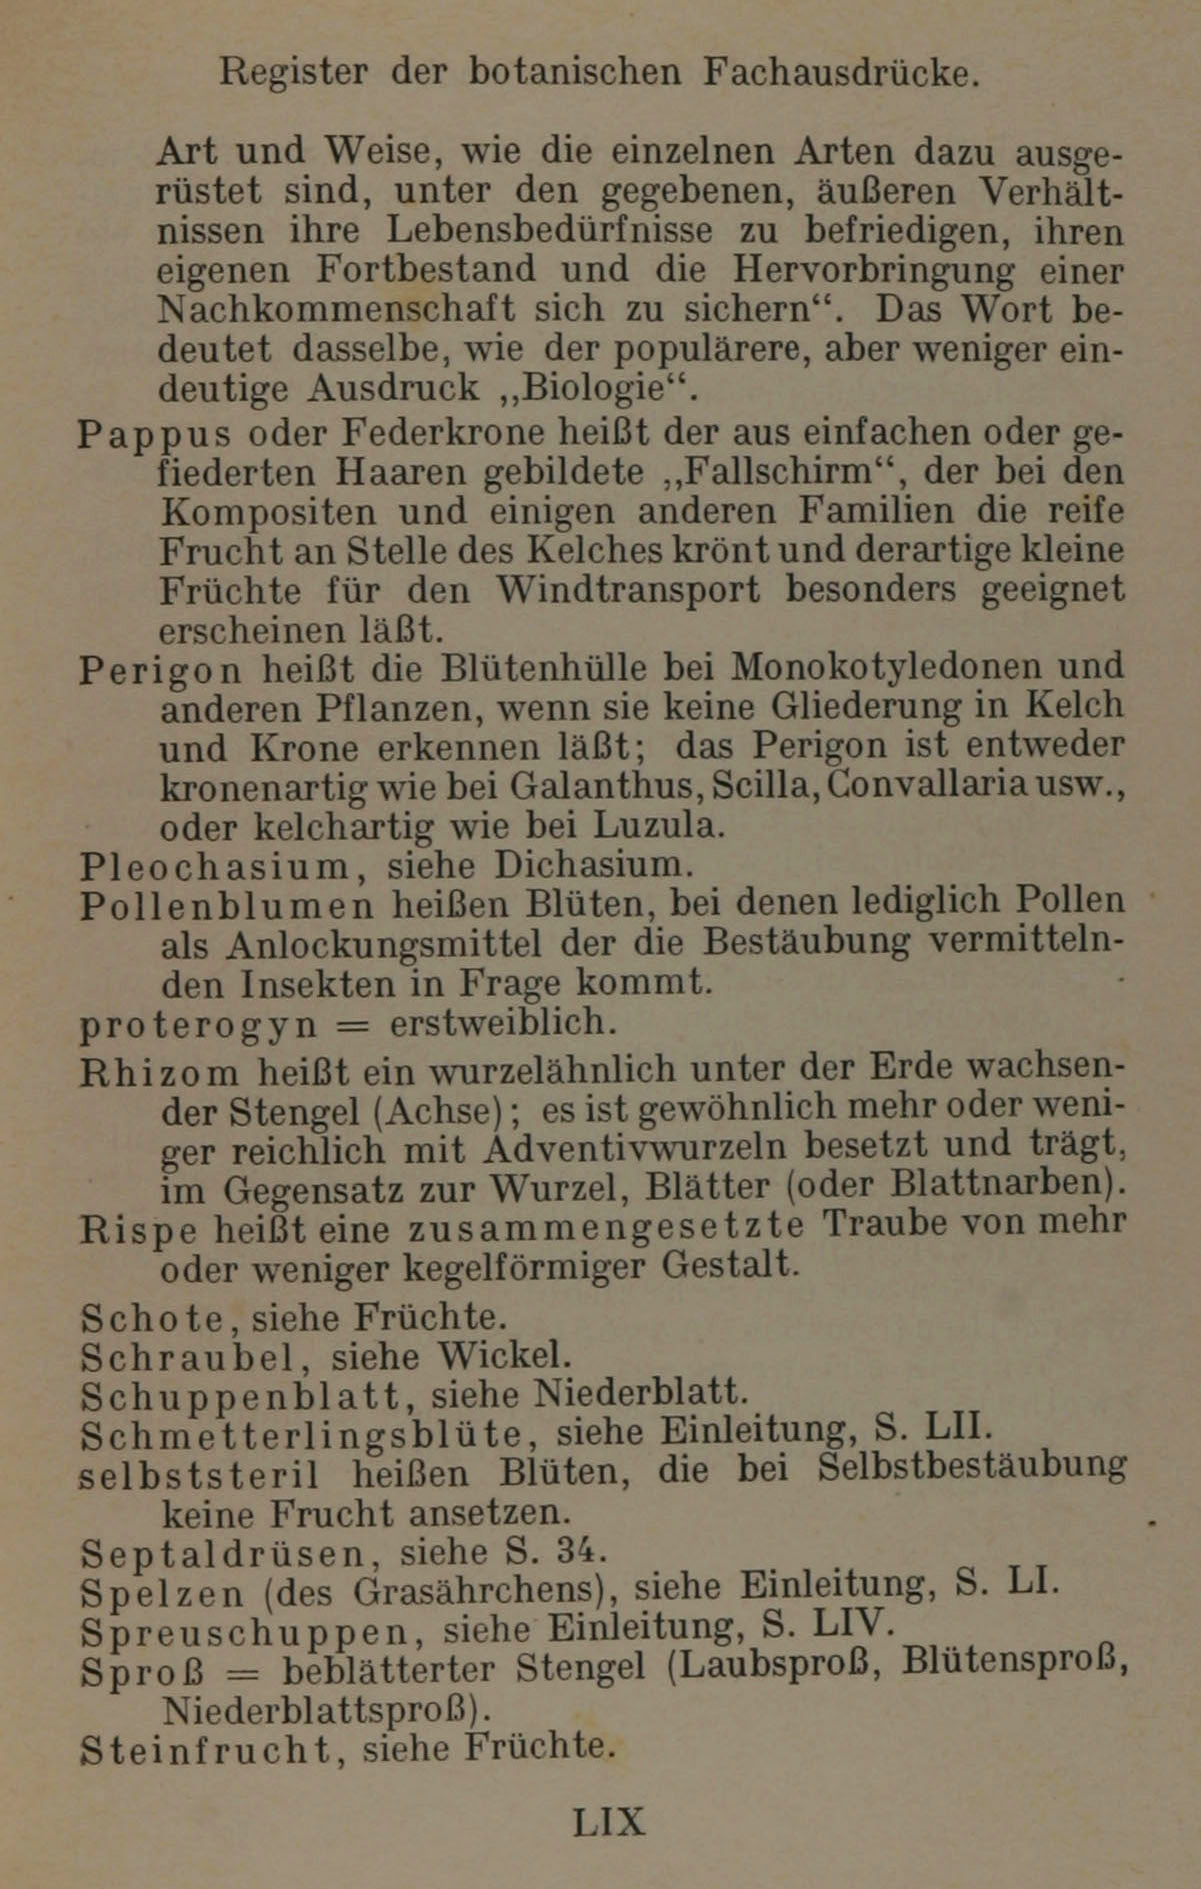 Register der botanischen Fachausdrücke.
Art und Weise, wie die einzelnen Arten dazu ausge-
rüstet sind, unter den gegebenen, äußeren Verhält-
nissen ihre Lebensbedürfnisse zu befriedigen, ihren
eigenen Fortbestand und die Hervorbringung einer
Nachkommenschaft sich zu sichern“. Das Wort be-
deutet dasselbe, wie der populärere, aber weniger ein-
deutige Ausdruck „Biologie“.
Pappus oder Federkrone heißt der aus einfachen oder ge-
fiederten Haaren gebildete „Fallschirm“, der bei den
Kompositen und einigen anderen Familien die reife
Frucht an Stelle des Kelches krönt und derartige kleine
Früchte für den Windtransport besonders geeignet
erscheinen läßt.
Perigon heißt die Blütenhülle bei Monokotyledonen und
anderen Pflanzen, wenn sie keine Gliederung in Kelch
und Krone erkennen läßt; das Perigon ist entweder
kronenartig wie bei Galanthus, Scilla, Convallaria usw.,
oder kelchartig wie bei Luzula.
Pleochasium, siehe Dichasium.
Pollenblumen heißen Blüten, bei denen lediglich Pollen
als Anlockungsmittel der die Bestäubung vermitteln-
den Insekten in Frage kommt.
proterogyn = erstweiblich.
Rhizom heißt ein wurzelähnlich unter der Erde wachsen-
der Stengel (Achse); es ist gewöhnlich mehr oder weni-
ger reichlich mit Adventivwurzeln besetzt und trägt,
im Gegensatz zur Wurzel, Blätter (oder Blattnarben).
Rispe heißt eine zusammengesetzte Traube von mehr
oder weniger kegelförmiger Gestalt.
Schote, siehe Früchte.
Schraubel, siehe Wickel.
Schuppenblatt, siehe Niederblatt.
Schmetterlingsblüte, siehe Einleitung, S. LII.
selbststeril heißen Blüten, die bei Selbstbestäubung
keine Frucht ansetzen.
Septaldrüsen, siehe S. 34.
Spelzen (des Grasährchens), siehe Einleitung, S. LI.
Spreuschuppen, siehe Einleitung, S. LIV.
Sproß = beblätterter Stengel (Laubsproß, Blütensproß,
Niederblattsproß).
Steinfrucht, siehe Früchte.
LIX